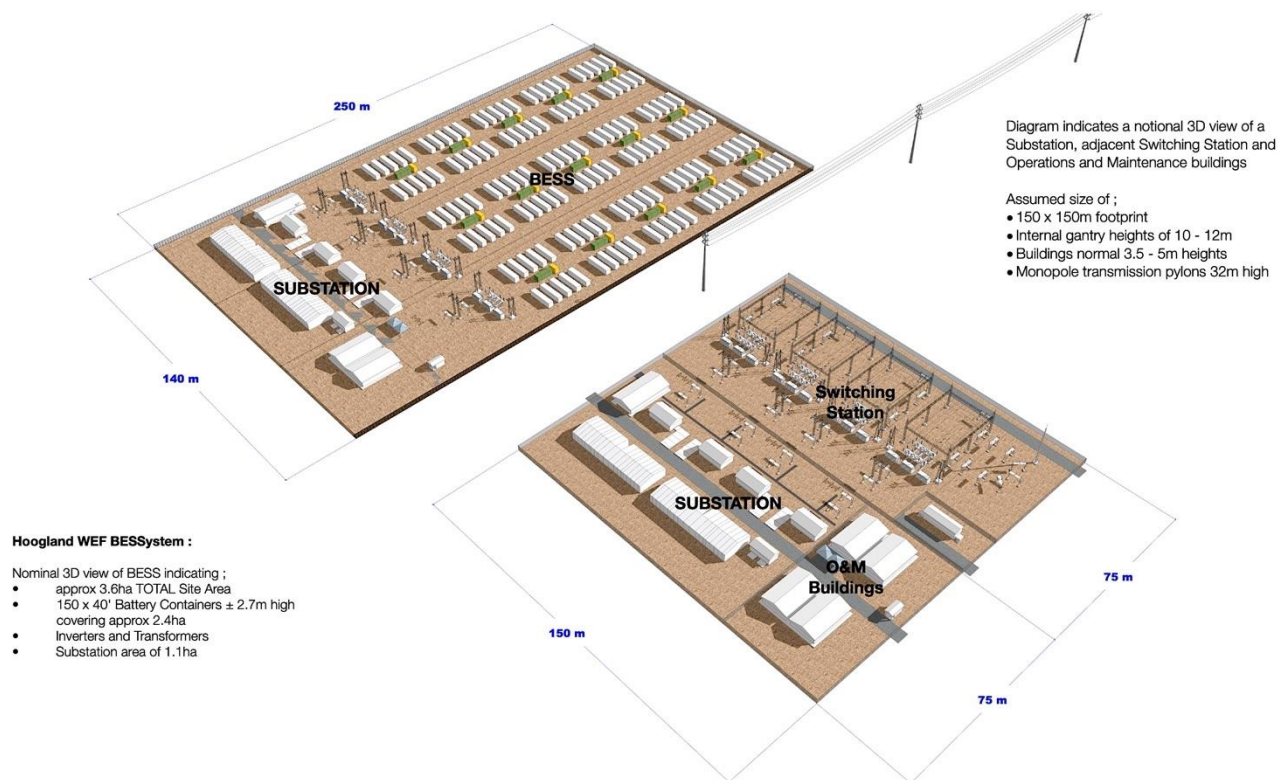 250 m
BESS
SUBSTATION
140 m
Diagram indicates a notional 3D view of a
Substation, adjacent Switching Station and
Operations and Maintenance buildings
Assumed size of ;
• 150 x 150m footprint
• Internal gantry heights of 10 - 12m
• Buildings normal 3.5 - 5m heights
• Monopole transmission pylons 32m high
Switching
Station
SUBSTATION
O&M
Buildings
75 m
75 m
150 m
Hoogland WEF BESSystem :
Nominal 3D view of BESS indicating ;
• approx 3.6ha TOTAL Site Area
• 150 x 40' Battery Containers ± 2.7m high
covering approx 2.4ha
• Inverters and Transformers
• Substation area of 1.1ha